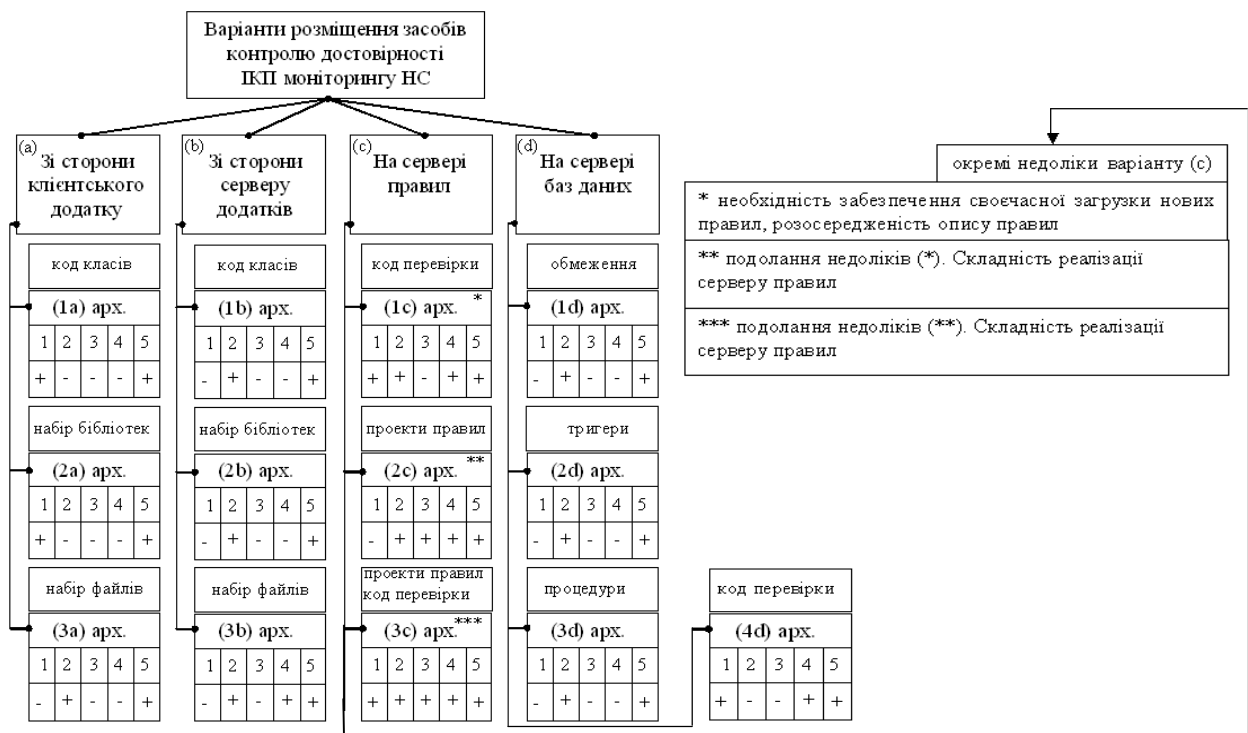 Варіанти розміщення засобів
контролю достовірності
ІКП моніторингу НС
(a)
Зі сторони
клієнтського
додатку
(b)
Зі сторони
серверу
додатків
(c)
На сервері
правил
(d)
На сервері
баз даних
окремі недоліки варіанту (c)
* необхідність забезпечення своєчасної загрузки нових
правил, розосередженість опису правил
** подолання недоліків (*). Складність реалізації
серверу правил
*** подолання недоліків (**). Складність реалізації
серверу правил
код класів
(1a) арх.
1 2 3 4 5
+ - - - +
код класів
(1b) арх.
1 2 3 4 5
- + - - +
код перевірки
(1c) арх. *
1 2 3 4 5
+ + - + +
обмеження
(1d) арх.
1 2 3 4 5
- + - - +
набір бібліотек
(2a) арх.
1 2 3 4 5
+ - - - +
набір бібліотек
(2b) арх.
1 2 3 4 5
- + - - +
проекти правил
(2c) арх. **
1 2 3 4 5
- + + + +
тригери
(2d) арх.
1 2 3 4 5
- + - - +
набір файлів
(3a) арх.
1 2 3 4 5
- + - - +
набір файлів
(3b) арх.
1 2 3 4 5
- + - + +
проекти правил
код перевірки
(3c) арх. ***
1 2 3 4 5
+ + + + +
процедури
(3d) арх.
1 2 3 4 5
- + - - +
код перевірки
(4d) арх.
1 2 3 4 5
+ - - + +